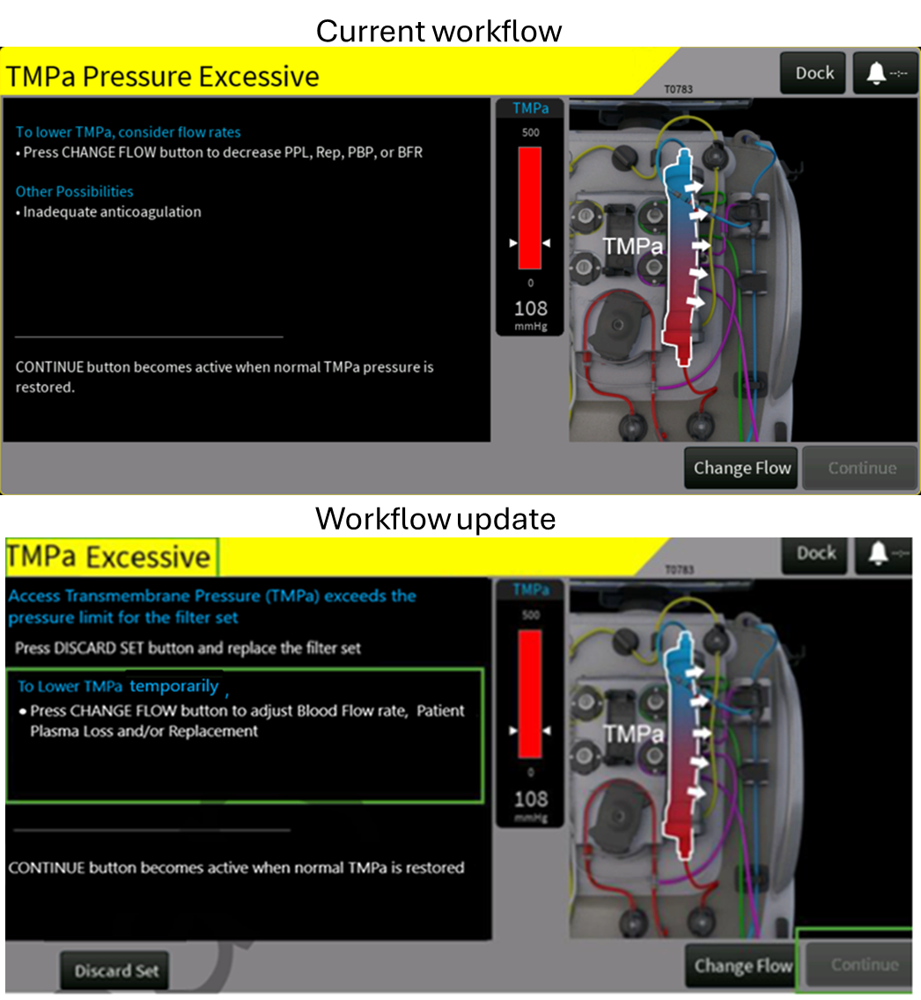 Current workflow
TMPa Pressure Excessive
T0783
Dock
--:--
To lower TMPa, consider flow rates
• Press CHANGE FLOW button to decrease PPL, Rep, PBP, or BFR
Other Possibilities
• Inadequate anticoagulation
CONTINUE button becomes active when normal TMPa pressure is
restored.
TMPa
500
0
108
mmHg
TMPa
Change Flow
Continue
Workflow update
TMPa Excessive
T0783
Dock
--:--
Access Transmembrane Pressure (TMPa) exceeds the
pressure limit for the filter set
Press DISCARD SET button and replace the filter set
To Lower TMPa temporarily ,
• Press CHANGE FLOW button to adjust Blood Flow rate, Patient
Plasma Loss and/or Replacement
CONTINUE button becomes active when normal TMPa is restored
TMPa
500
0
108
mmHg
TMPa
Discard Set
Change Flow
Continue